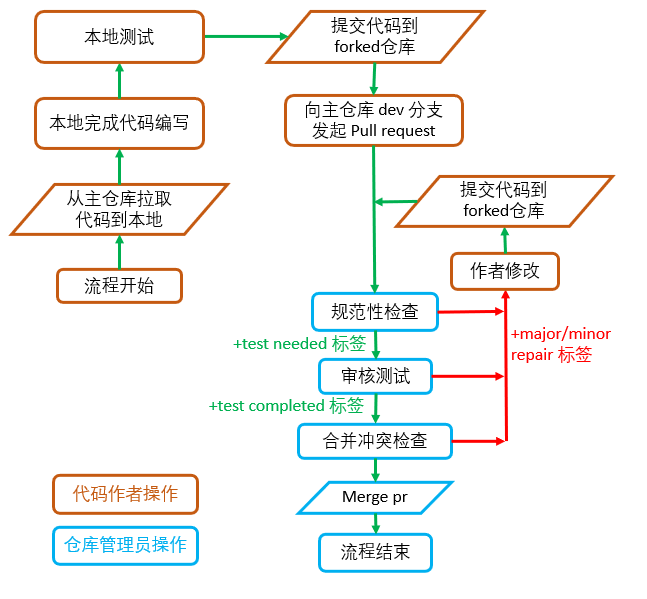 流程开始
从主仓库拉取
代码到本地
本地完成代码编写
本地测试
提交代码到
forked仓库
向主仓库 dev 分支
发起 Pull request
规范性检查
+test needed 标签
审核测试
+test completed 标签
合并冲突检查
Merge pr
流程结束
+major/minor
repair 标签
作者修改
提交代码到
forked仓库
代码作者操作
仓库管理员操作